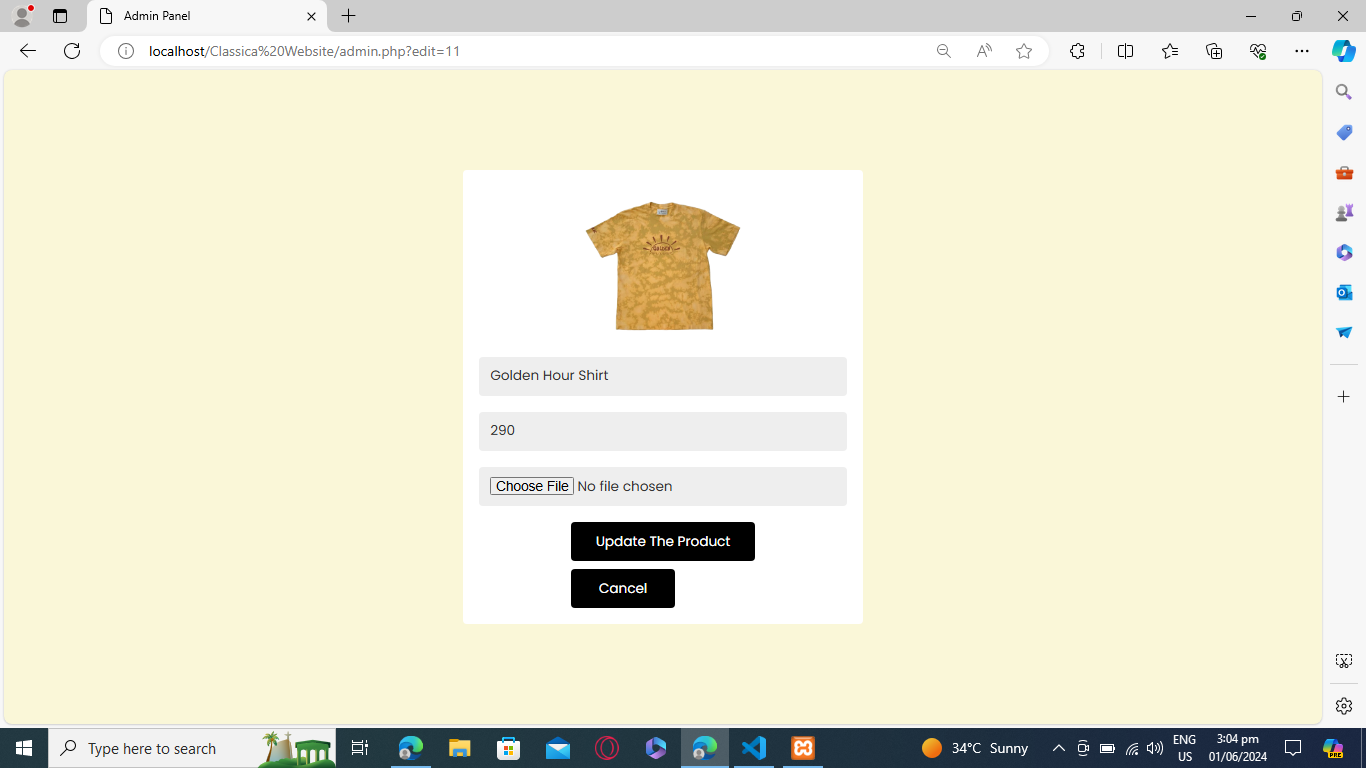 Admin Panel
localhost/Classica%20Website/admin.php?edit=11
Golden Hour Shirt
290
Choose File No file chosen
Update The Product
Cancel
Type here to search
34°C Sunny
ENG
US
3:04 pm
01/06/2024
PRE